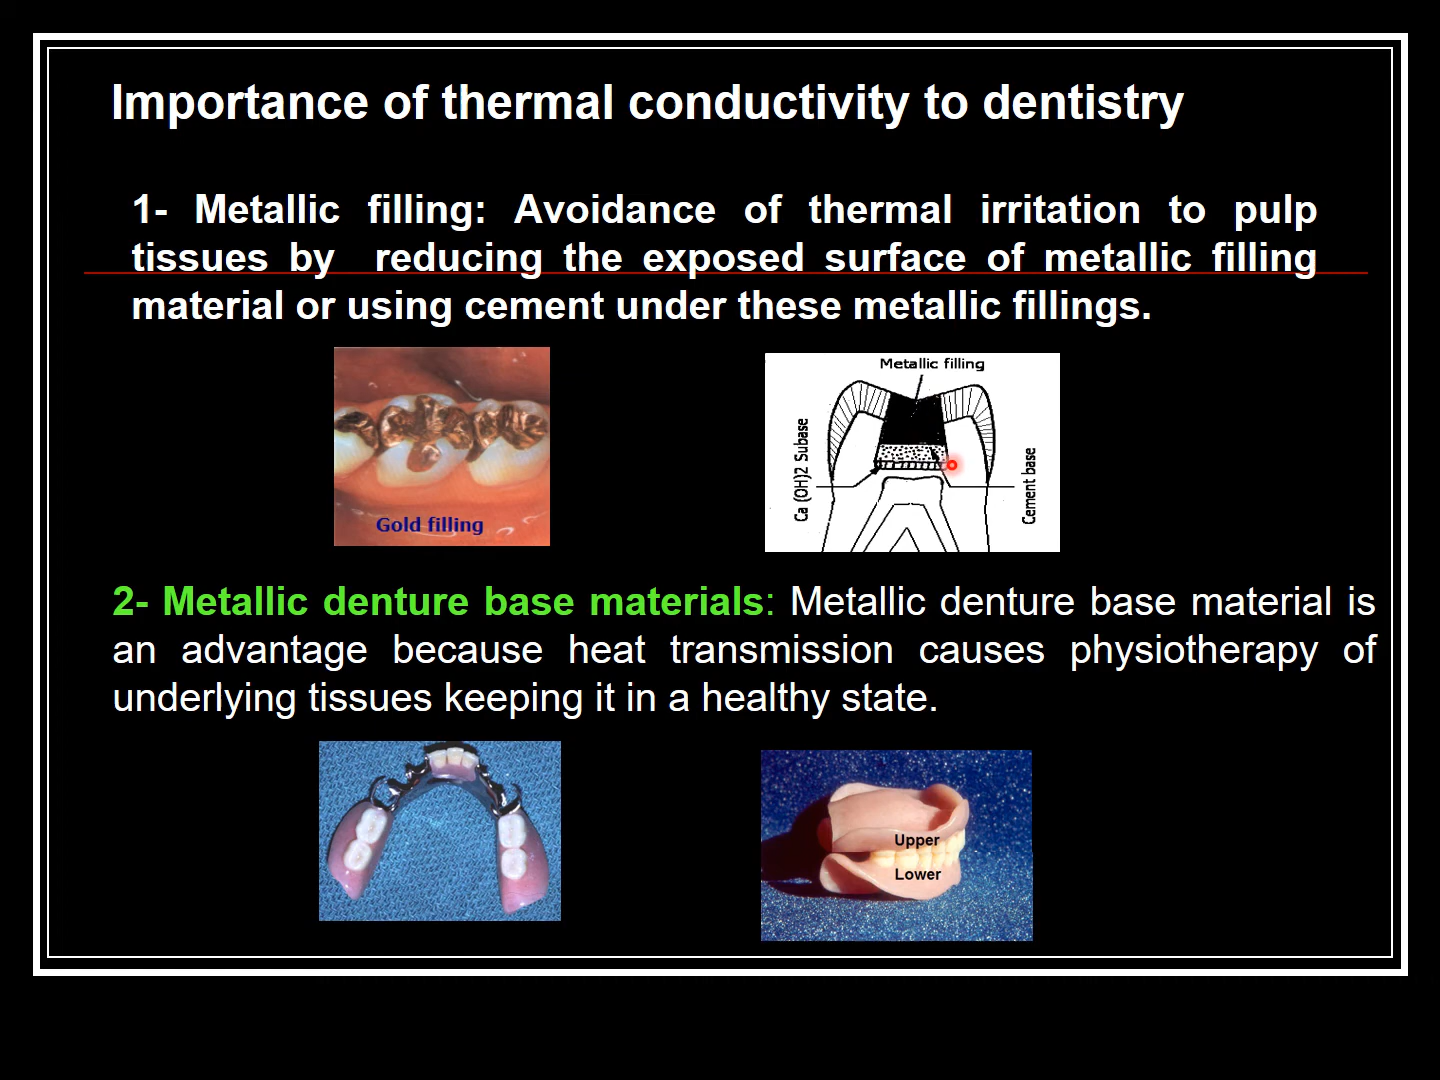 Importance of thermal conductivity to dentistry
1- Metallic filling: Avoidance of thermal irritation to pulp
tissues by reducing the exposed surface of metallic filling
material or using cement under these metallic fillings.
Gold filling
Metallic filling
Ca (OH)2 Subase
Cement base
2- Metallic denture base materials: Metallic denture base material is
an advantage because heat transmission causes physiotherapy of
underlying tissues keeping it in a healthy state.
Upper
Lower